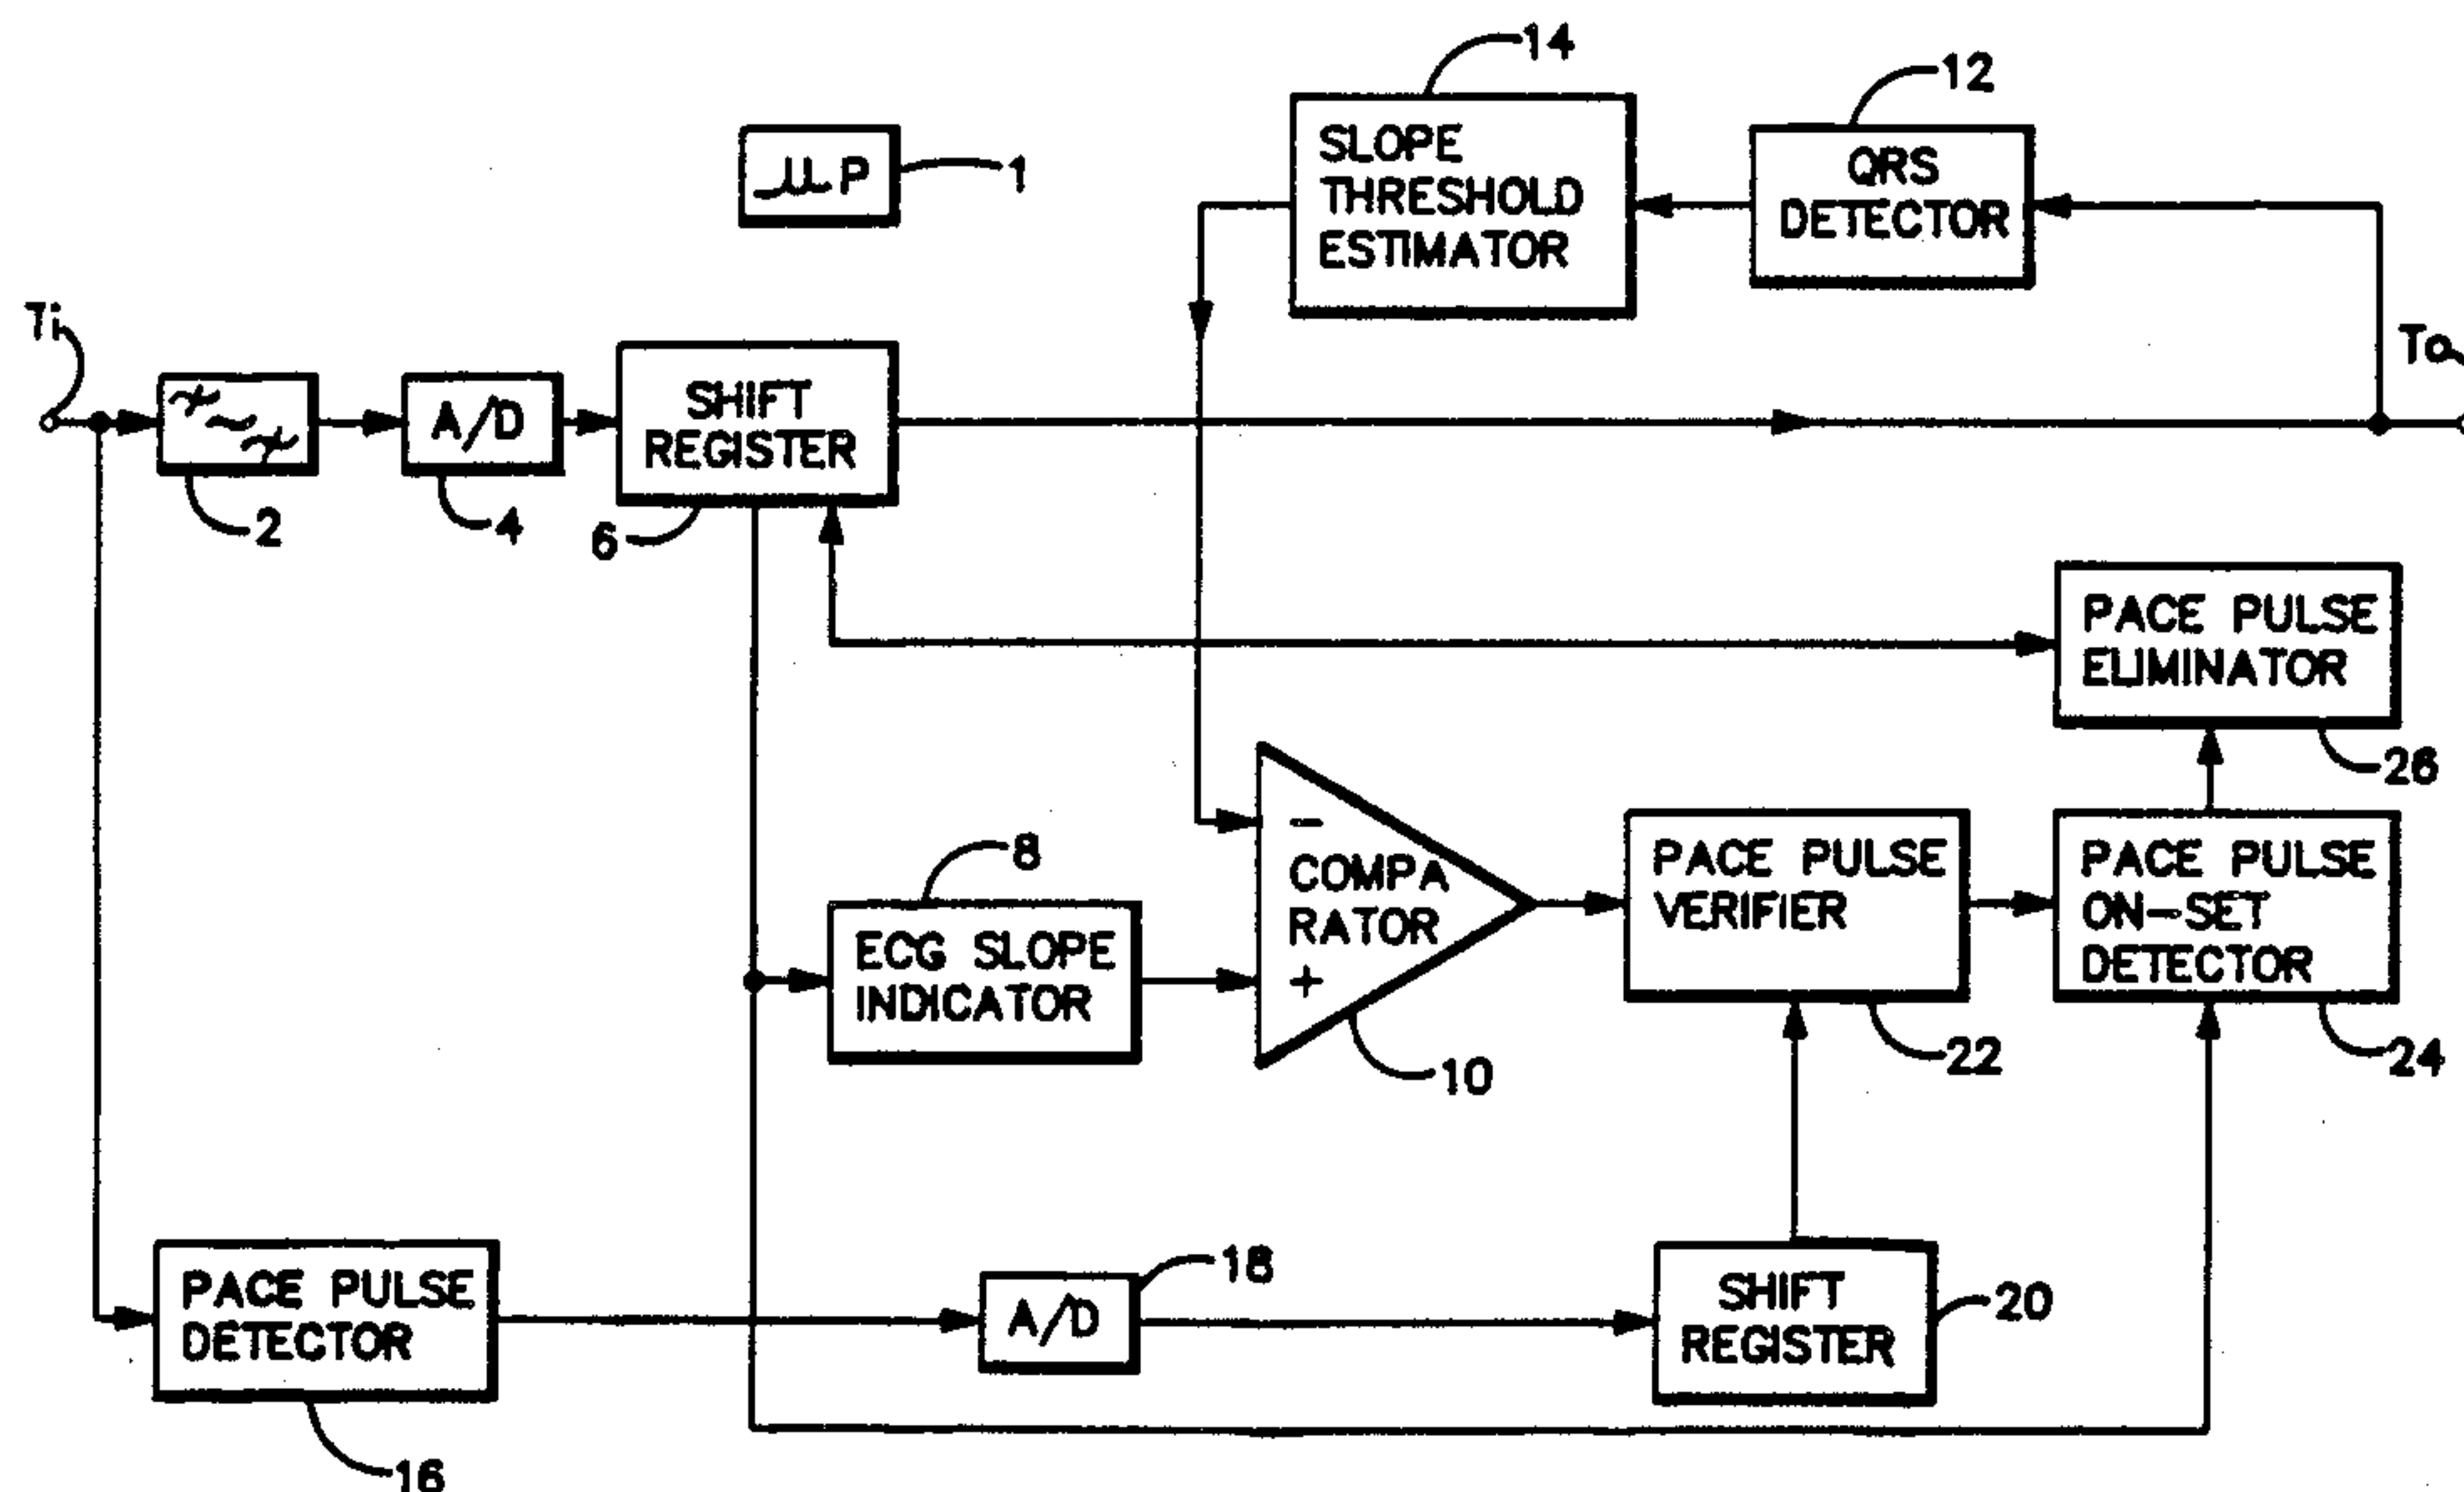 14
12
SLOPE
THRESHOLD
ESTIMATOR
QRS
DETECTOR
μP
1
Ti
To
A/D
SHIFT
REGISTER
2
4
6
PACE PULSE
ELIMINATOR
26
8
-
COMPA
RATOR
+
ECG SLOPE
INDICATOR
10
PACE PULSE
VERIFIER
22
PACE PULSE
ON-SET
DETECTOR
24
PACE PULSE
DETECTOR
16
A/D
18
SHIFT
REGISTER
20